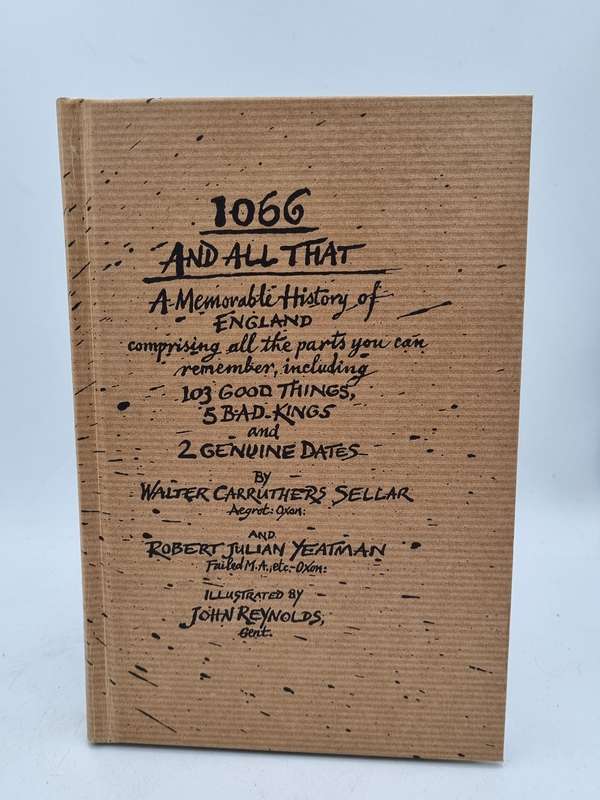 1066
AND ALL THAT
A Memorable History of
ENGLAND
comprising all the parts you can
remember, including
103 GOOD THINGS,
5 BAD KINGS
and
2 GENUINE DATES
BY
WALTER CARRUTHERS SELLAR
Aegrot: Oxon:
AND
ROBERT JULIAN YEATMAN
Failed M.A., etc. Oxon:
ILLUSTRATED BY
JOHN REYNOLDS,
Gent.